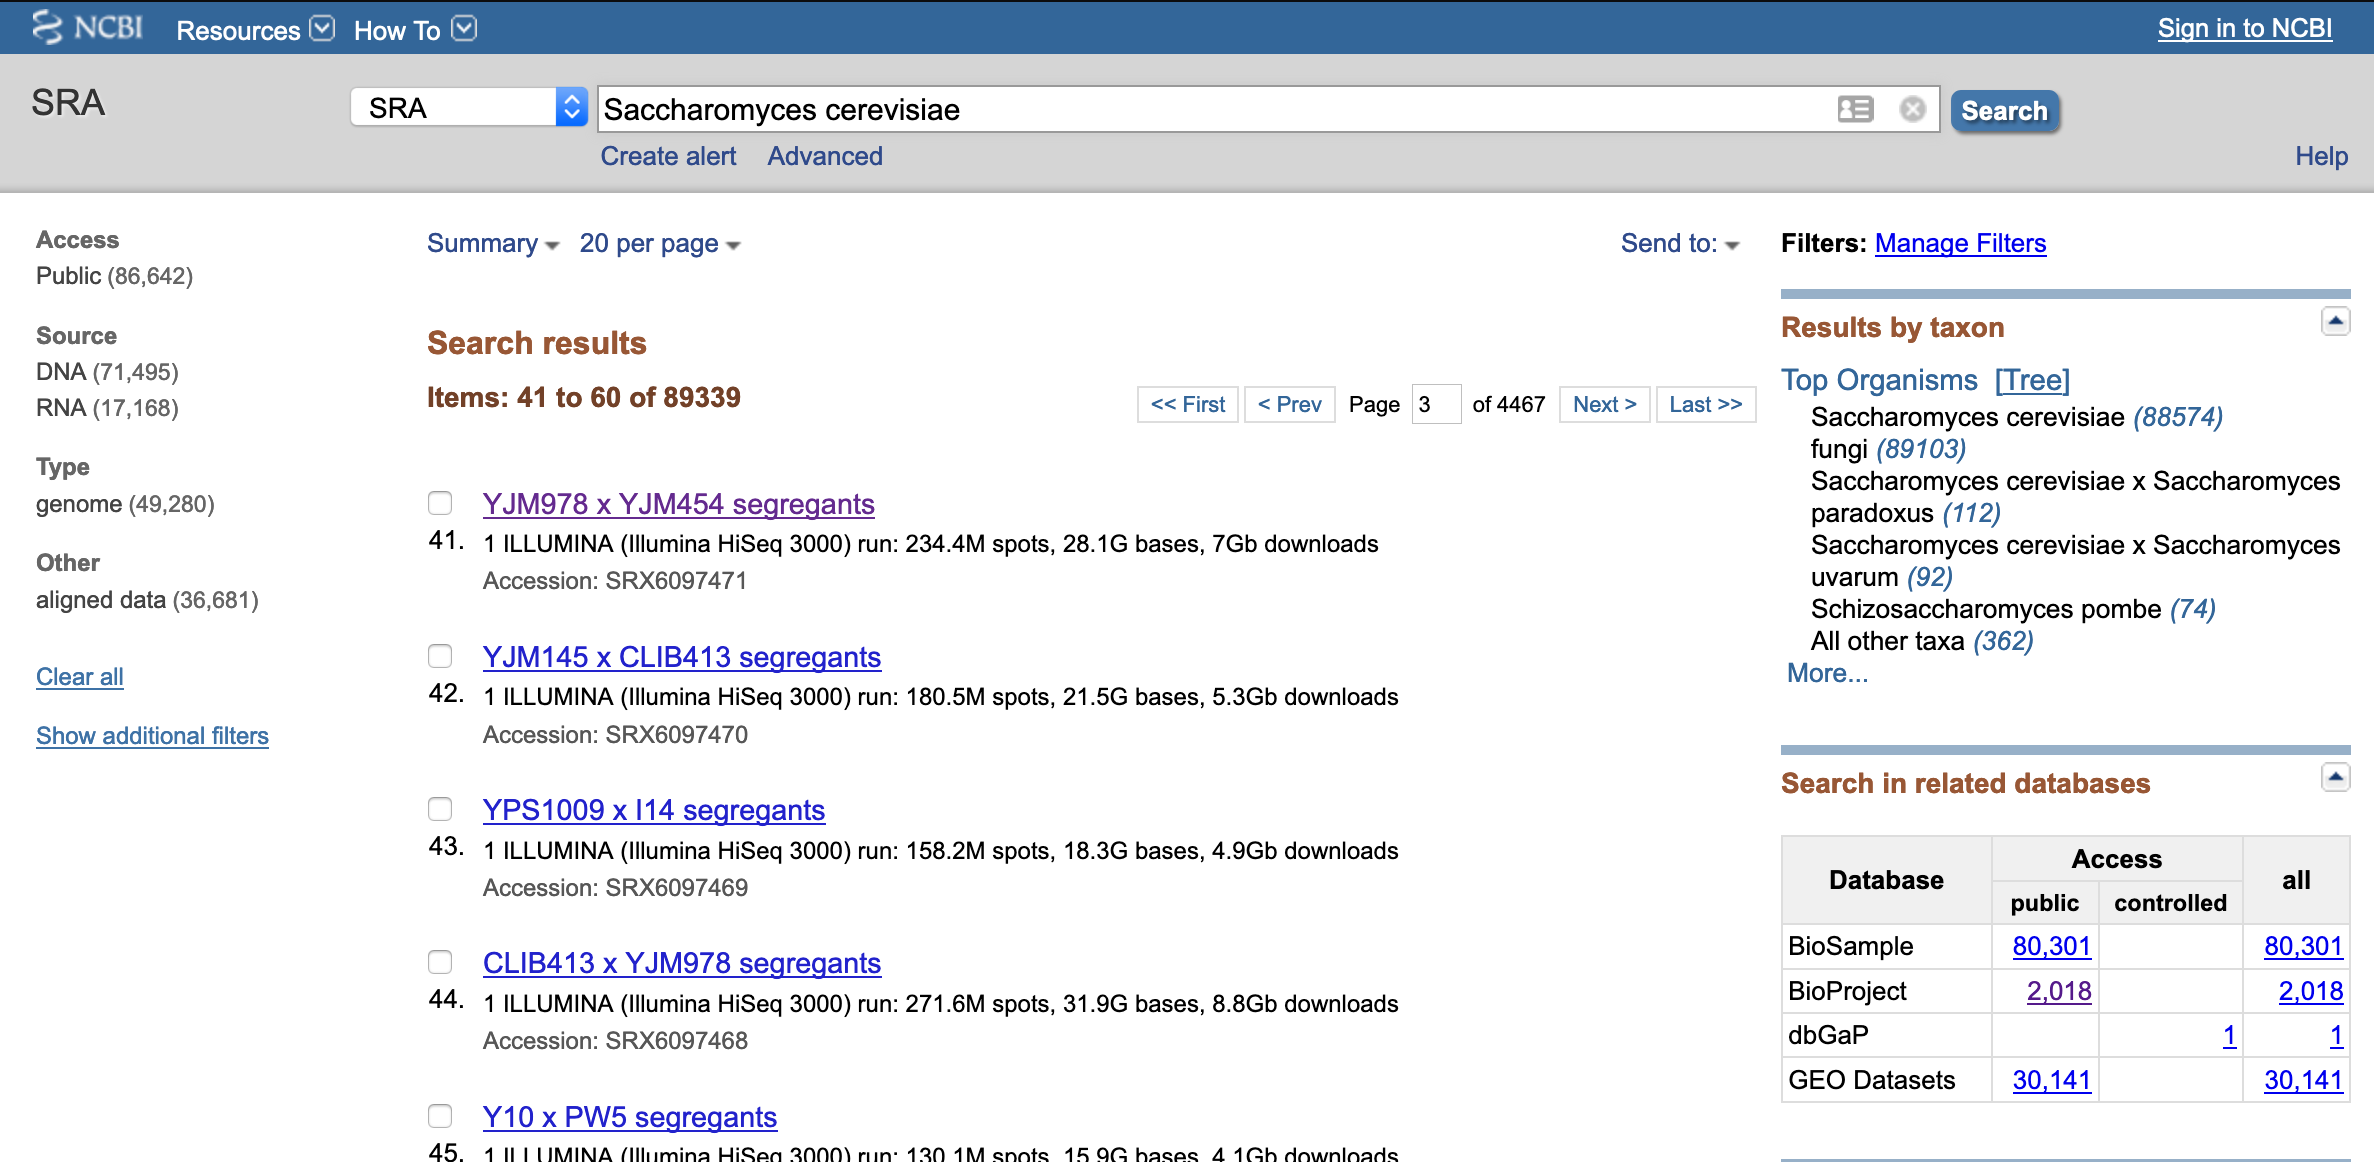 NCBI Resources How To Sign in to NCBI
SRA SRA Saccharomyces cerevisiae Search
Create alert Advanced Help
Access
Public (86,642)
Source
DNA (71,495)
RNA (17,168)
Type
genome (49,280)
Other
aligned data (36,681)
Clear all
Show additional filters
Summary 20 per page Send to:
Search results
Items: 41 to 60 of 89339
<< First < Prev Page 3 of 4467 Next > Last >>
YJM978 x YJM454 segregants
41. 1 ILLUMINA (Illumina HiSeq 3000) run: 234.4M spots, 28.1G bases, 7Gb downloads
Accession: SRX6097471
YJM145 x CLIB413 segregants
42. 1 ILLUMINA (Illumina HiSeq 3000) run: 180.5M spots, 21.5G bases, 5.3Gb downloads
Accession: SRX6097470
YPS1009 x I14 segregants
43. 1 ILLUMINA (Illumina HiSeq 3000) run: 158.2M spots, 18.3G bases, 4.9Gb downloads
Accession: SRX6097469
CLIB413 x YJM978 segregants
44. 1 ILLUMINA (Illumina HiSeq 3000) run: 271.6M spots, 31.9G bases, 8.8Gb downloads
Accession: SRX6097468
Y10 x PW5 segregants
45. 1 ILLUMINA (Illumina HiSeq 3000) run: 130.1M spots, 15.9G bases, 4.1Gb downloads
Filters: Manage Filters
Results by taxon
Top Organisms [Tree]
Saccharomyces cerevisiae (88574)
fungi (89103)
Saccharomyces cerevisiae x Saccharomyces
paradoxus (112)
Saccharomyces cerevisiae x Saccharomyces
uvarum (92)
Schizosaccharomyces pombe (74)
All other taxa (362)
More...
Search in related databases
Database Access all
public controlled
BioSample 80,301 80,301
BioProject 2,018 2,018
dbGaP 1 1
GEO Datasets 30,141 30,141